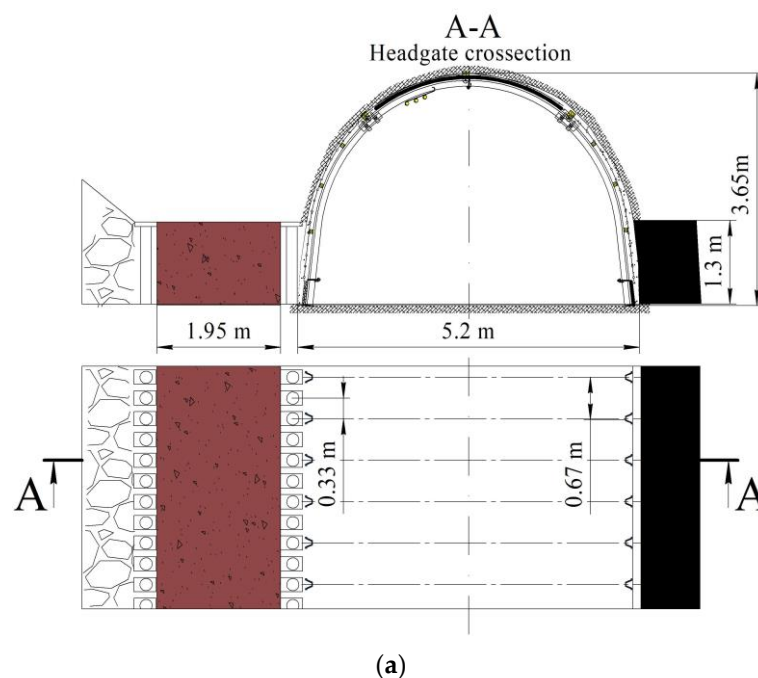 A-A
Headgate crossection
3.65m
1.3 m
1.95 m
5.2 m
0.33 m
0.67 m
A
A
(a)